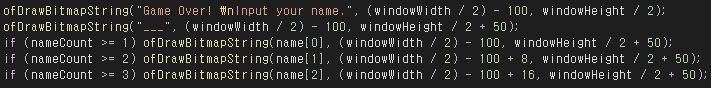 ofDrawBitmapString("Game Over! ₩nInput your name.", (windowWidth / 2) - 100, windowHeight / 2);
ofDrawBitmapString("___", (windowWidth / 2) - 100, windowHeight / 2 + 50);
if (nameCount >= 1) ofDrawBitmapString(name[0], (windowWidth / 2) - 100, windowHeight / 2 + 50);
if (nameCount >= 2) ofDrawBitmapString(name[1], (windowWidth / 2) - 100 + 8, windowHeight / 2 + 50);
if (nameCount >= 3) ofDrawBitmapString(name[2], (windowWidth / 2) - 100 + 16, windowHeight / 2 + 50);